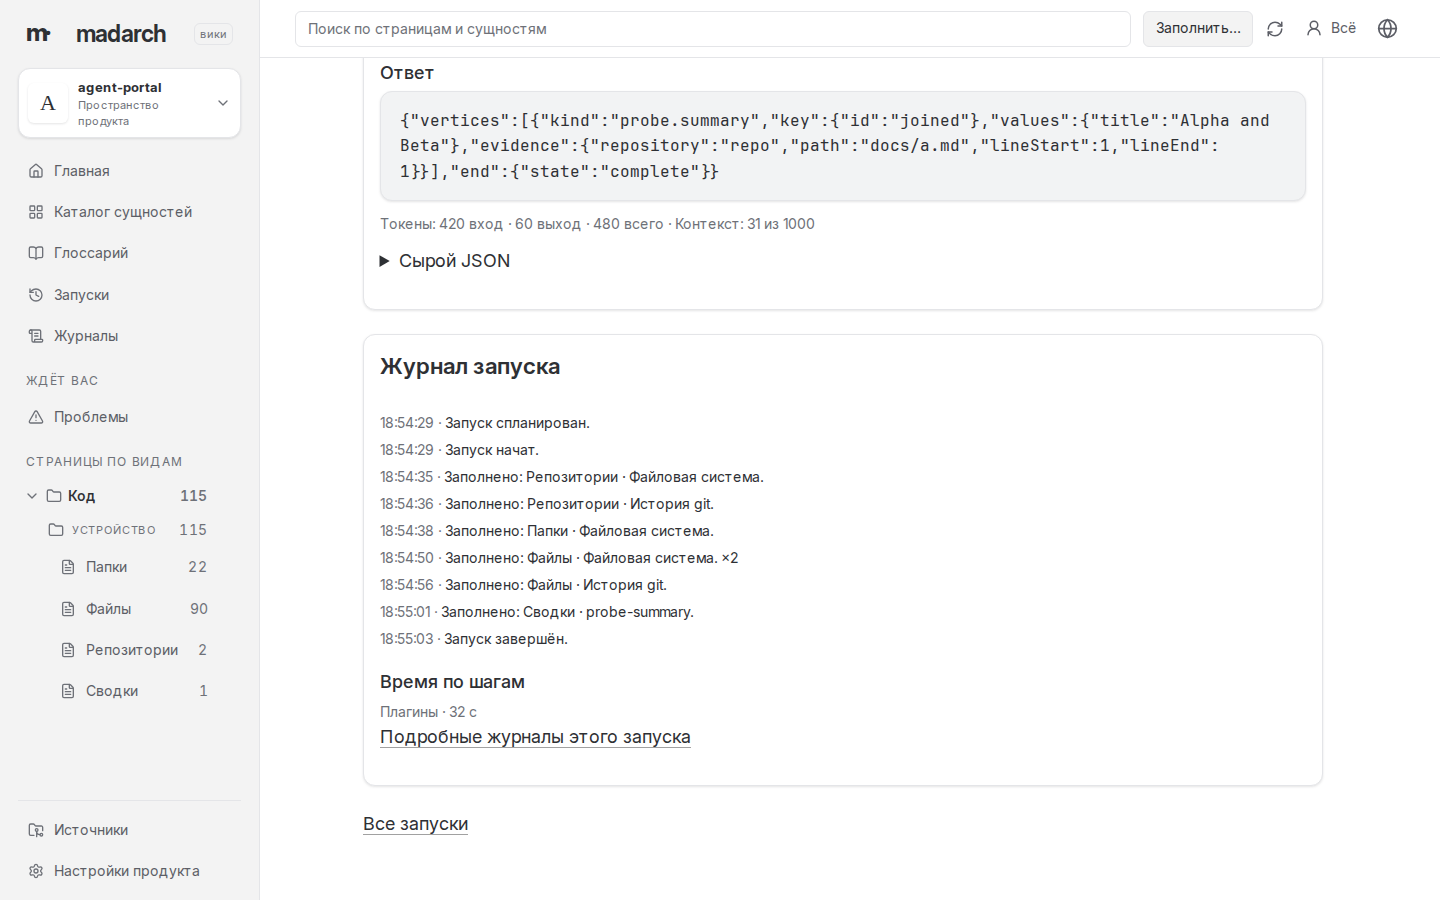 madarch
вики
A
agent-portal
Пространство
продукта
Главная
Каталог сущностей
Глоссарий
Запуски
Журналы
ЖДЁТ ВАС
Проблемы
СТРАНИЦЫ ПО ВИДАМ
Код 115
УСТРОЙСТВО 115
Папки 22
Файлы 90
Репозитории 2
Сводки 1
Источники
Настройки продукта
Поиск по страницам и сущностям
Заполнить...
Всё
Ответ
{"vertices":[{"kind":"probe.summary","key":{"id":"joined"},"values":{"title":"Alpha and
Beta"},"evidence":{"repository":"repo","path":"docs/a.md","lineStart":1,"lineEnd":
1}}],"end":{"state":"complete"}}
Токены: 420 вход · 60 выход · 480 всего · Контекст: 31 из 1000
Сырой JSON
Журнал запуска
18:54:29 · Запуск спланирован.
18:54:29 · Запуск начат.
18:54:35 · Заполнено: Репозитории · Файловая система.
18:54:36 · Заполнено: Репозитории · История git.
18:54:38 · Заполнено: Папки · Файловая система.
18:54:50 · Заполнено: Файлы · Файловая система. ×2
18:54:56 · Заполнено: Файлы · История git.
18:55:01 · Заполнено: Сводки · probe-summary.
18:55:03 · Запуск завершён.
Время по шагам
Плагины · 32 с
Подробные журналы этого запуска
Все запуски